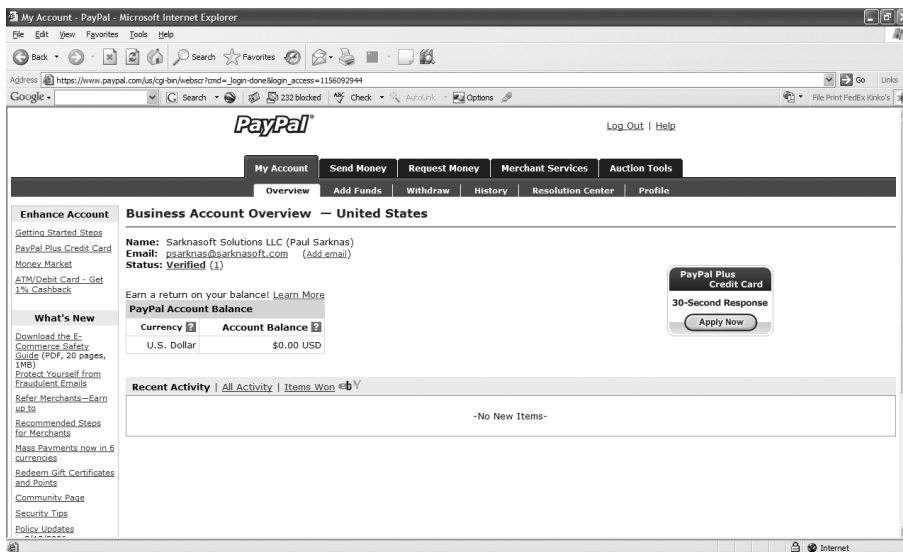 My Account - PayPal - Microsoft Internet Explorer
File Edit View Favorites Tools Help
Back Search Favorites
Address https://www.paypal.com/us/cgi-bin/webscr?cmd=_login-done&login_access=1156092944 Go Links
Google Search 232 blocked Check AutoLink Options File Print FedEx Kinko's
PayPal
Log Out | Help
My Account Send Money Request Money Merchant Services Auction Tools
Overview Add Funds Withdraw History Resolution Center Profile
Enhance Account
Getting Started Steps
PayPal Plus Credit Card
Money Market
ATM/Debit Card - Get
1% Cashback
What's New
Download the E-
Commerce Safety
Guide (PDF, 20 pages,
1MB)
Protect Yourself from
Fraudulent Emails
Refer Merchants—Earn
up to
Recommended Steps
for Merchants
Mass Payments now in 6
currencies
Redeem Gift Certificates
and Points
Community Page
Security Tips
Policy Updates
Business Account Overview — United States
Name: Sarknasoft Solutions LLC (Paul Sarknas)
Email: psarknas@sarknasoft.com (Add email)
Status: Verified (1)
Earn a return on your balance! Learn More
PayPal Account Balance
Currency ? Account Balance ?
U.S. Dollar $0.00 USD
PayPal Plus
Credit Card
30-Second Response
Apply Now
Recent Activity | All Activity | Items Won ebY
-No New Items-
Internet